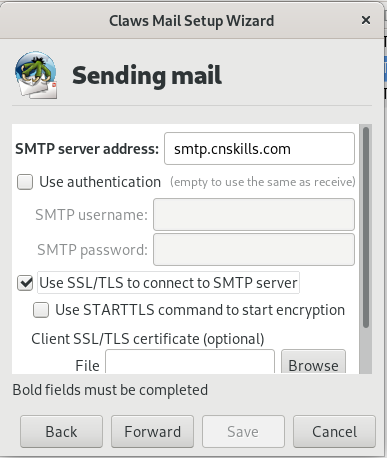 Claws Mail Setup Wizard ×
Sending mail
SMTP server address: smtp.cnskills.com
Use authentication (empty to use the same as receive)
SMTP username:
SMTP password:
Use SSL/TLS to connect to SMTP server
Use STARTTLS command to start encryption
Client SSL/TLS certificate (optional)
File Browse
Bold fields must be completed
Back Forward Save Cancel